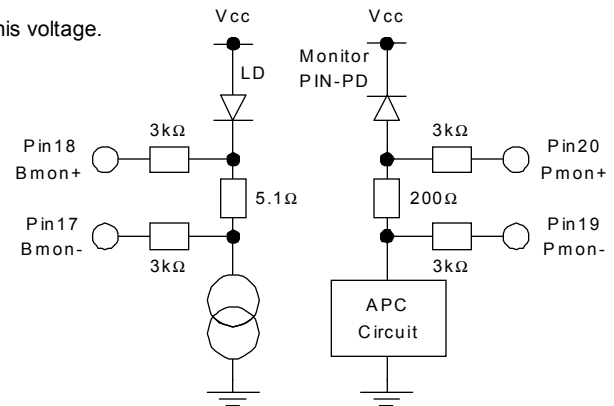 his voltage.
Vcc
LD
3kΩ
Pin18
Bmon+
5.1Ω
Pin17
Bmon-
3kΩ
Vcc
Monitor
PIN-PD
3kΩ
Pin20
Pmon+
200Ω
Pin19
Pmon-
3kΩ
APC
Circuit